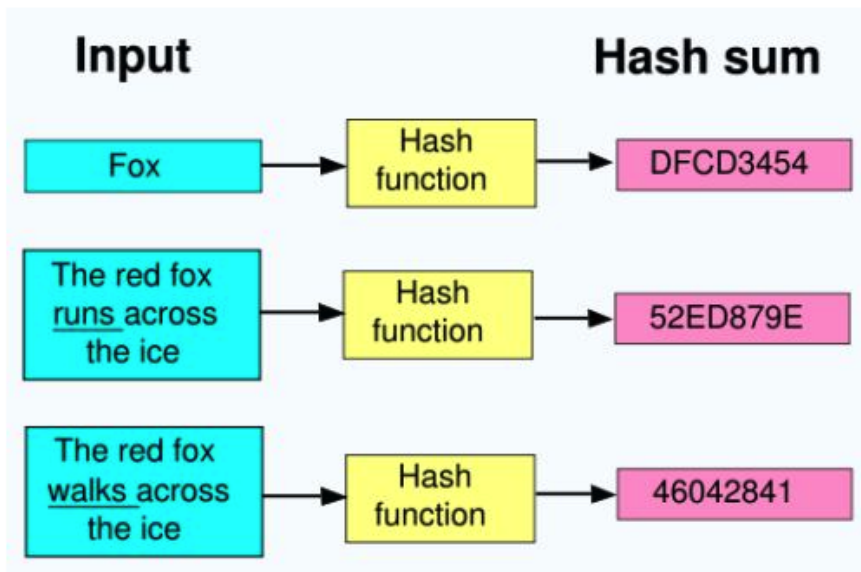 Input
Hash sum
Fox
Hash
function
DFCD3454
The red fox
runs across
the ice
Hash
function
52ED879E
The red fox
walks across
the ice
Hash
function
46042841